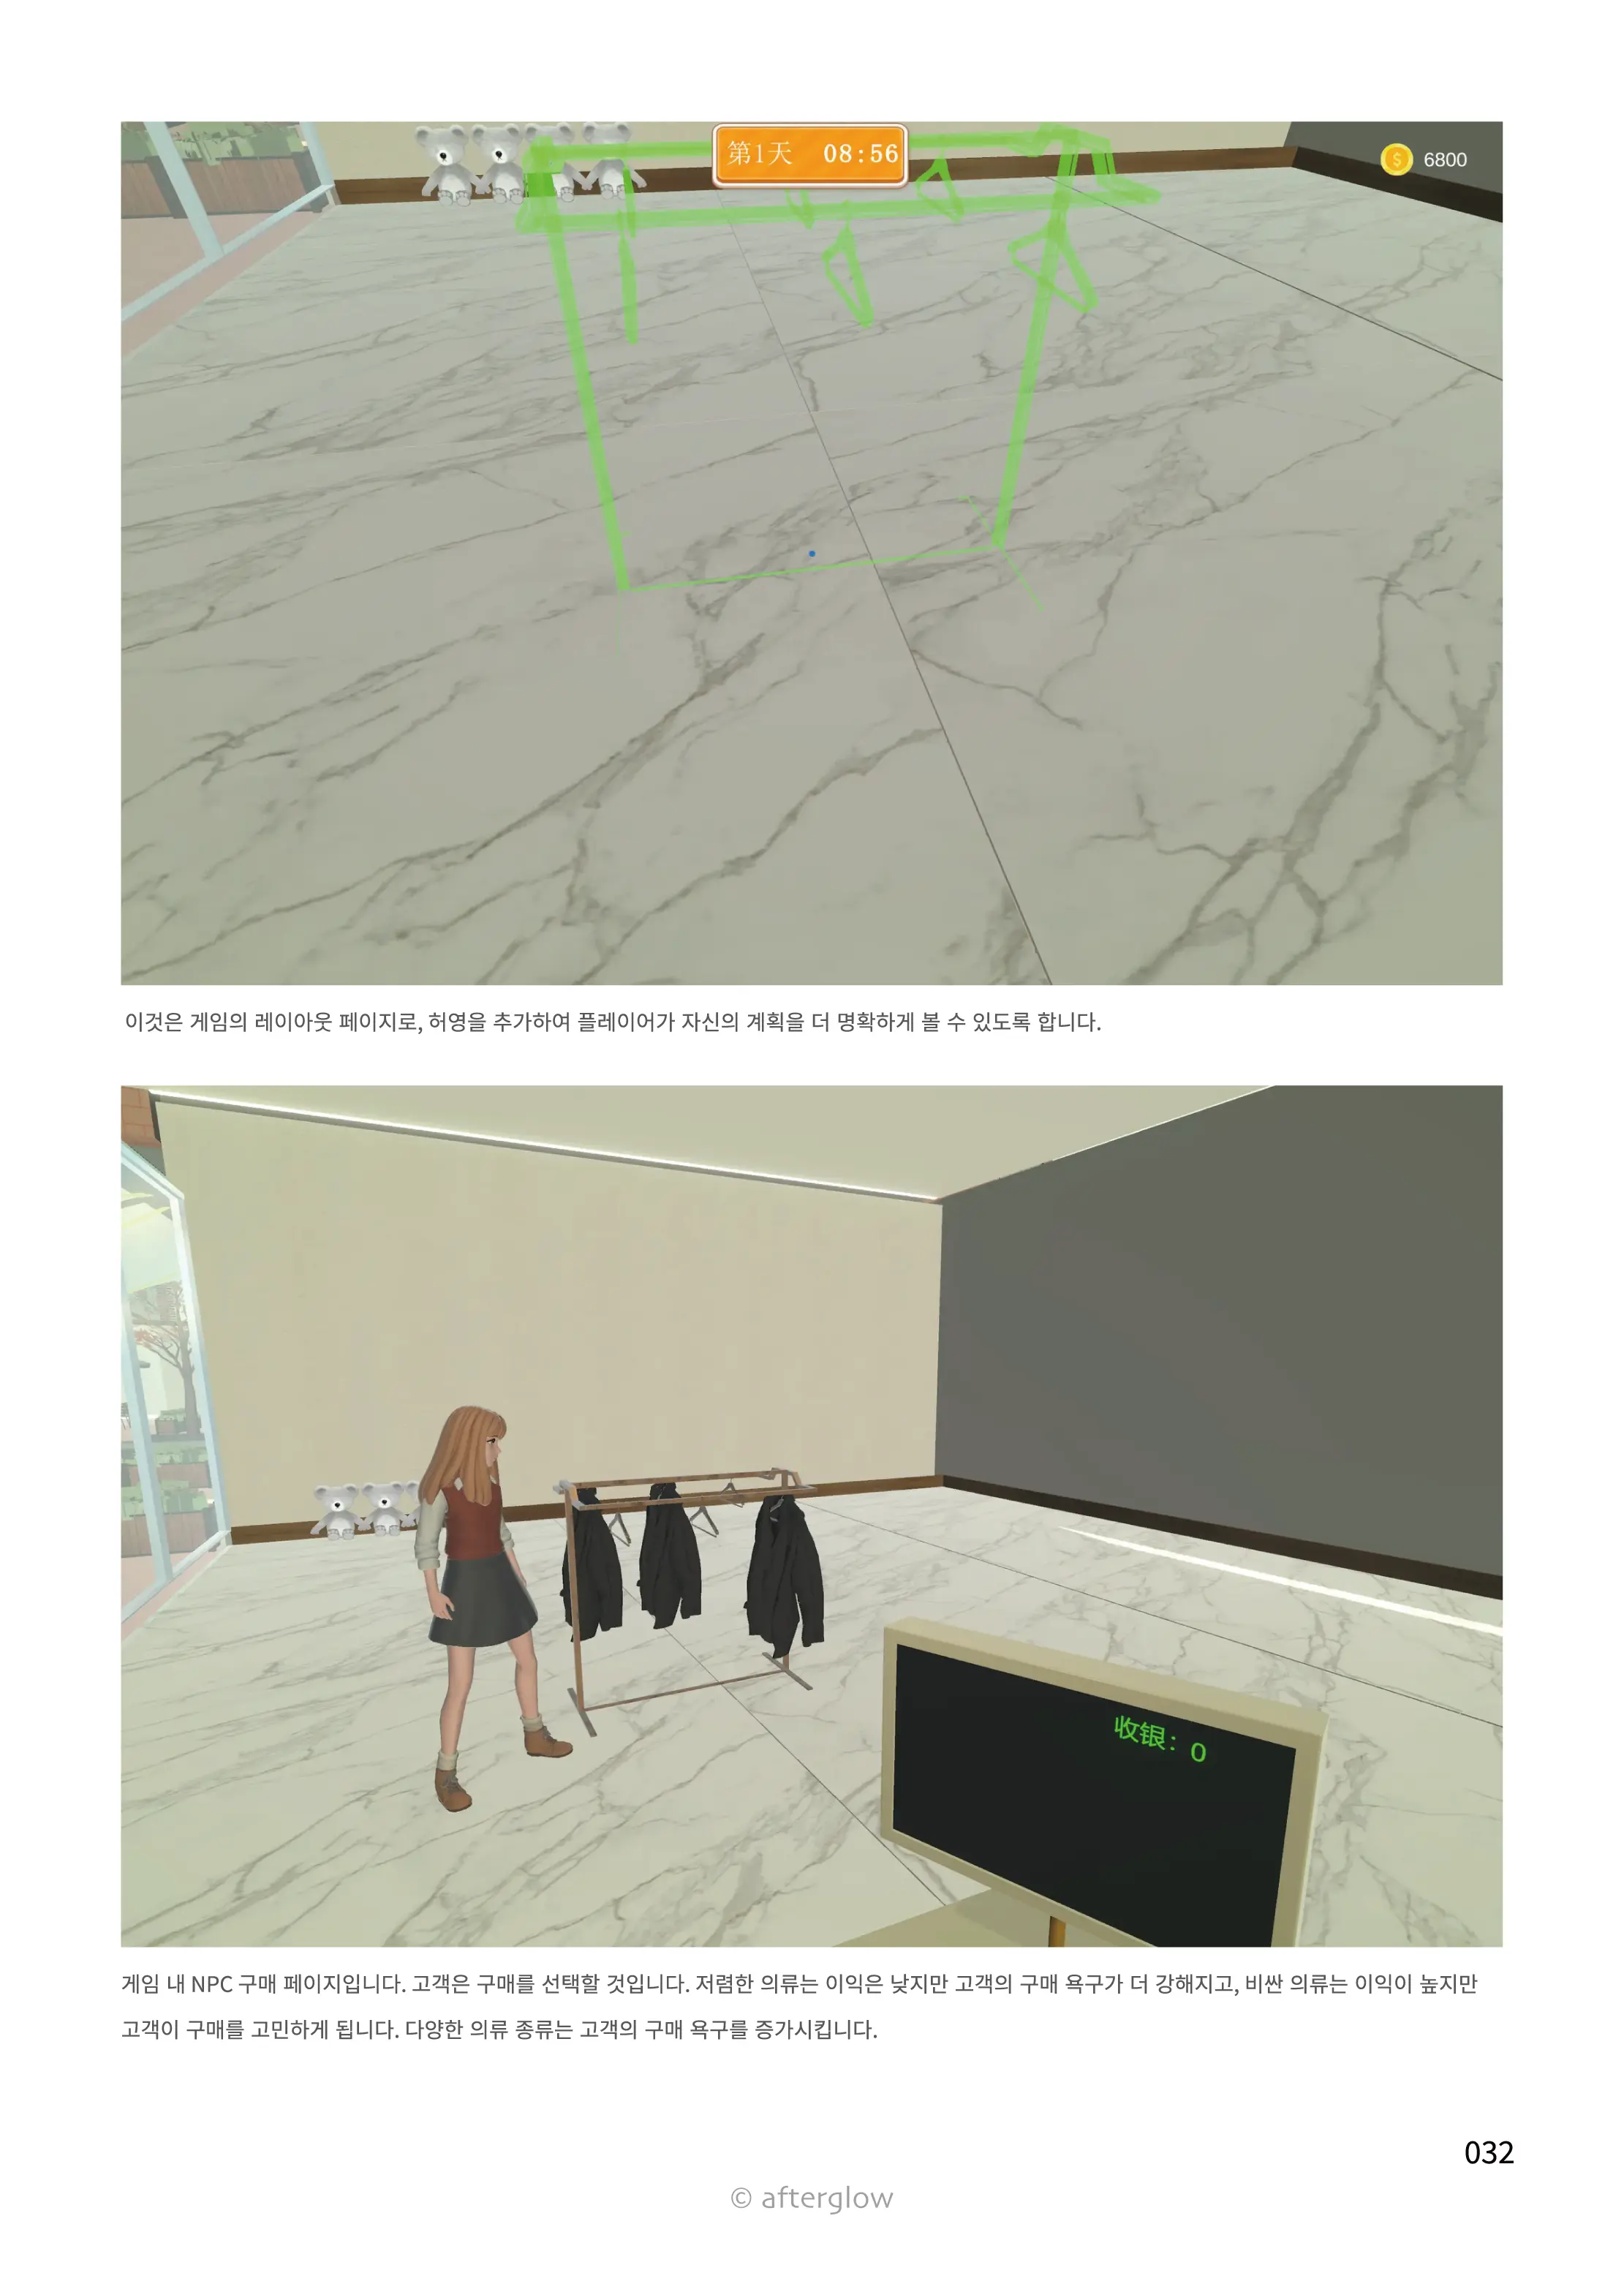 第1天 08:56
6800
이것은 게임의 레이아웃 페이지로, 허영을 추가하여 플레이어가 자신의 계획을 더 명확하게 볼 수 있도록 합니다.
收银：0
게임 내 NPC 구매 페이지입니다. 고객은 구매를 선택할 것입니다. 저렴한 의류는 이익은 낮지만 고객의 구매 욕구가 더 강해지고, 비싼 의류는 이익이 높지만
고객이 구매를 고민하게 됩니다. 다양한 의류 종류는 고객의 구매 욕구를 증가시킵니다.
032
© afterglow